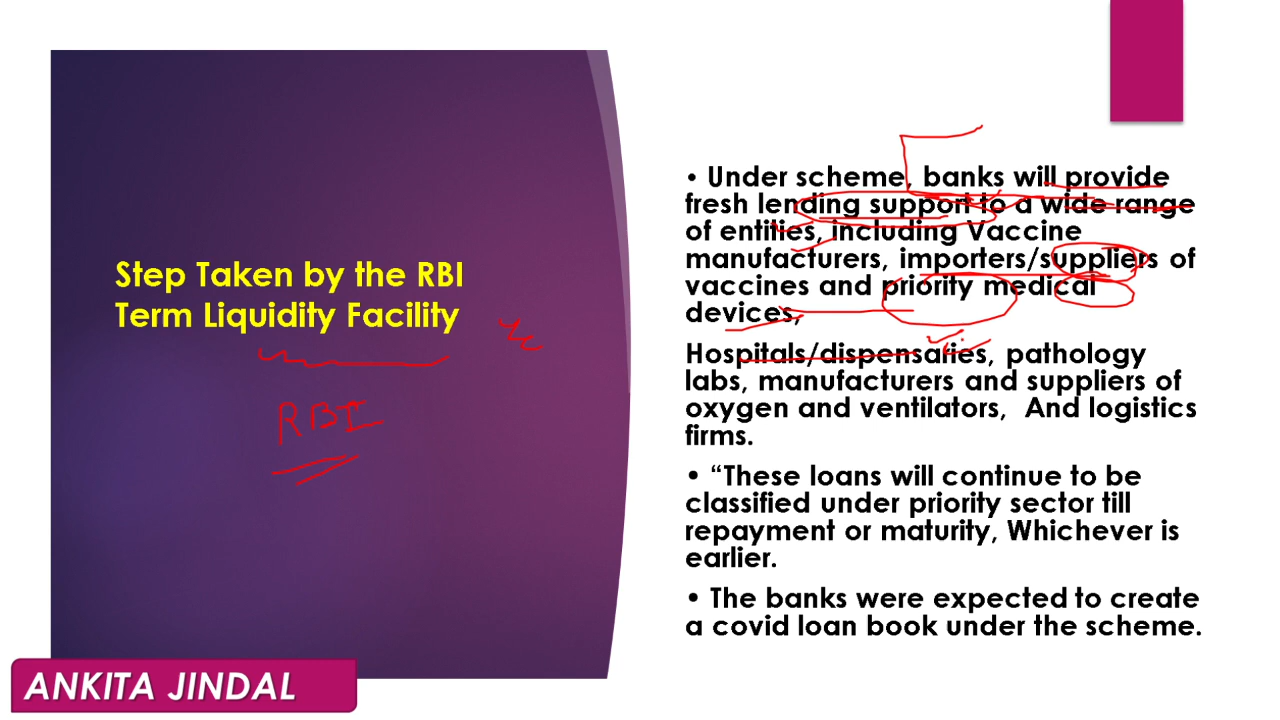 Step Taken by the RBI
Term Liquidity Facility
RBI
• Under scheme, banks will provide
fresh lending support to a wide range
of entities, including Vaccine
manufacturers, importers/suppliers of
vaccines and priority medical
devices,
Hospitals/dispensaries, pathology
labs, manufacturers and suppliers of
oxygen and ventilators, And logistics
firms.
• “These loans will continue to be
classified under priority sector till
repayment or maturity, Whichever is
earlier.
• The banks were expected to create
a covid loan book under the scheme.
ANKITA JINDAL